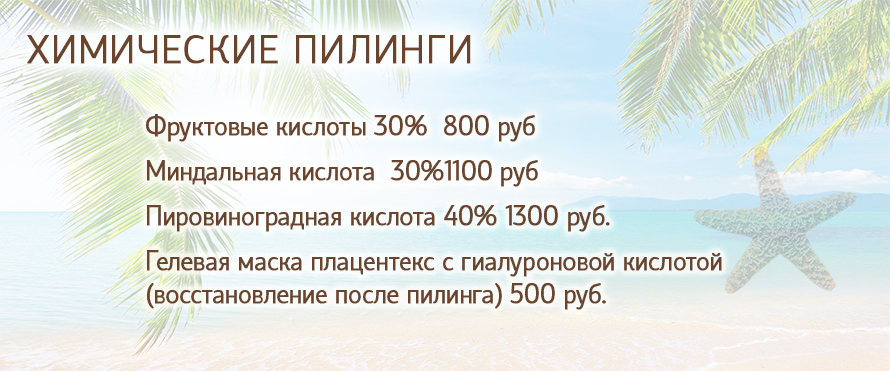 ХИМИЧЕСКИЕ ПИЛИНГИ
Фруктовые кислоты 30%  800 руб
Миндальная кислота  30%1100 руб
Пировиноградная кислота 40% 1300 руб.
Гелевая маска плацентекс с гиалуроновой кислотой
(восстановление после пилинга) 500 руб.